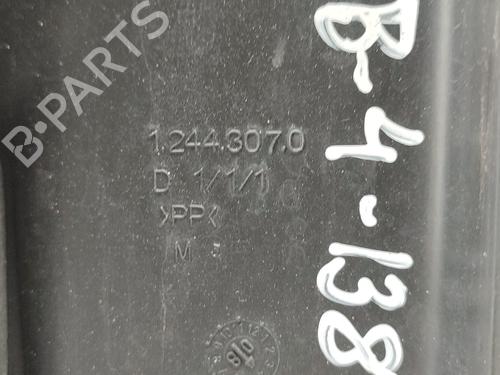 B-PARTS
1.244.307.0
D 1/1/1
>PP<
M
B-4-138